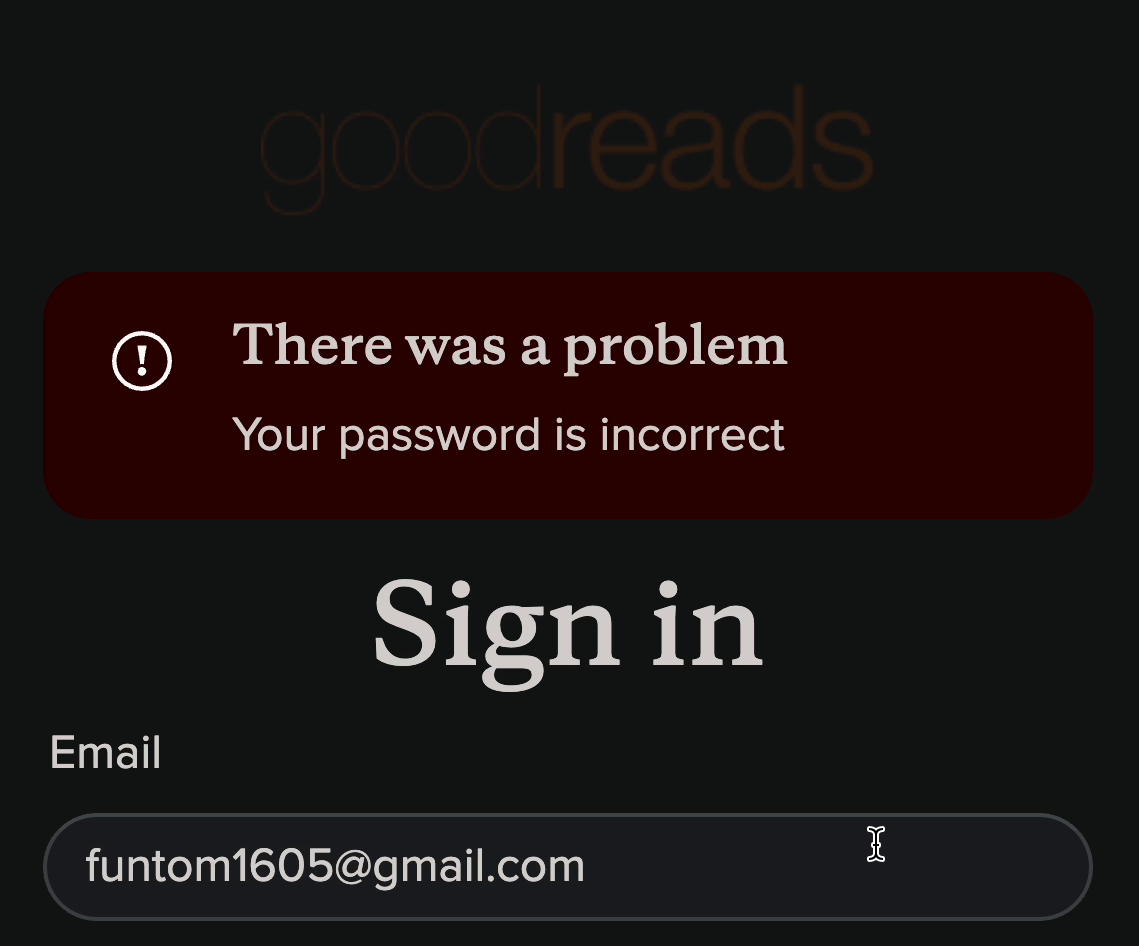 goodreads
There was a problem
Your password is incorrect
Sign in
Email
funtom1605@gmail.com